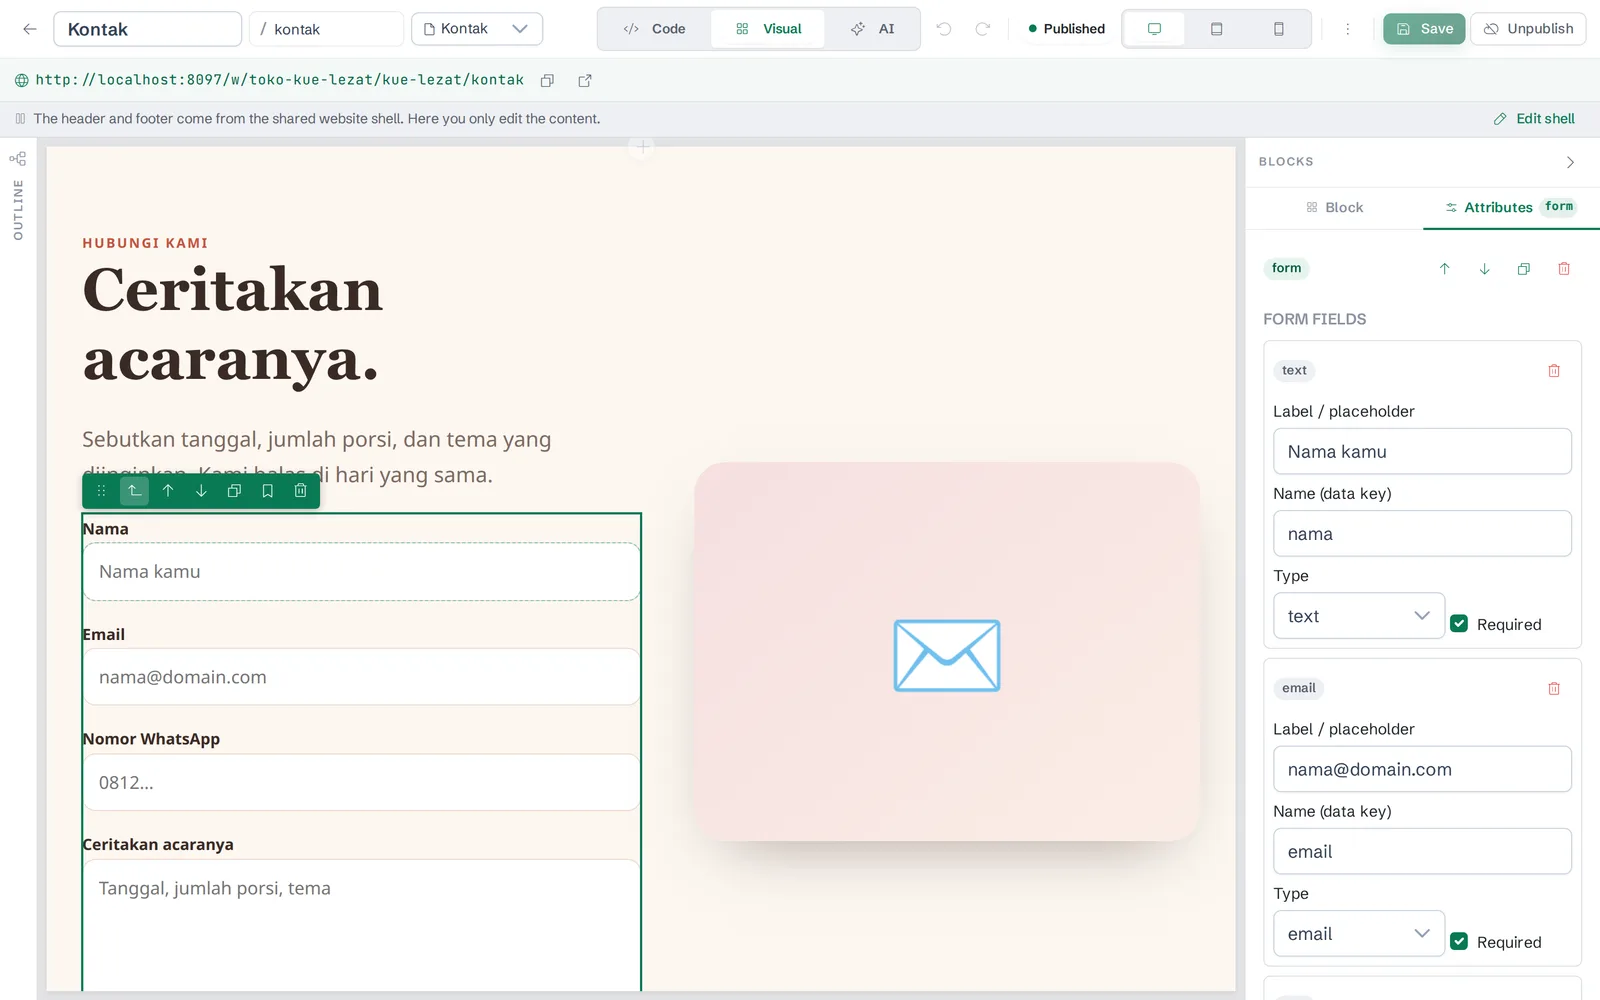 Kontak
/ kontak
Kontak
Code
Visual
AI
Published
Save
Unpublish
http://localhost:8097/w/toko-kue-lezat/kue-lezat/kontak
The header and footer come from the shared website shell. Here you only edit the content.
Edit shell
OUTLINE
HUBUNGI KAMI
Ceritakan
acaranya.
Sebutkan tanggal, jumlah porsi, dan tema yang
diinginkan. Kami balas di hari yang sama.
Nama
Nama kamu
Email
nama@domain.com
Nomor WhatsApp
0812...
Ceritakan acaranya
Tanggal, jumlah porsi, tema
BLOCKS
Block
Attributes form
form
FORM FIELDS
text
Label / placeholder
Nama kamu
Name (data key)
nama
Type
text
Required
email
Label / placeholder
nama@domain.com
Name (data key)
email
Type
email
Required